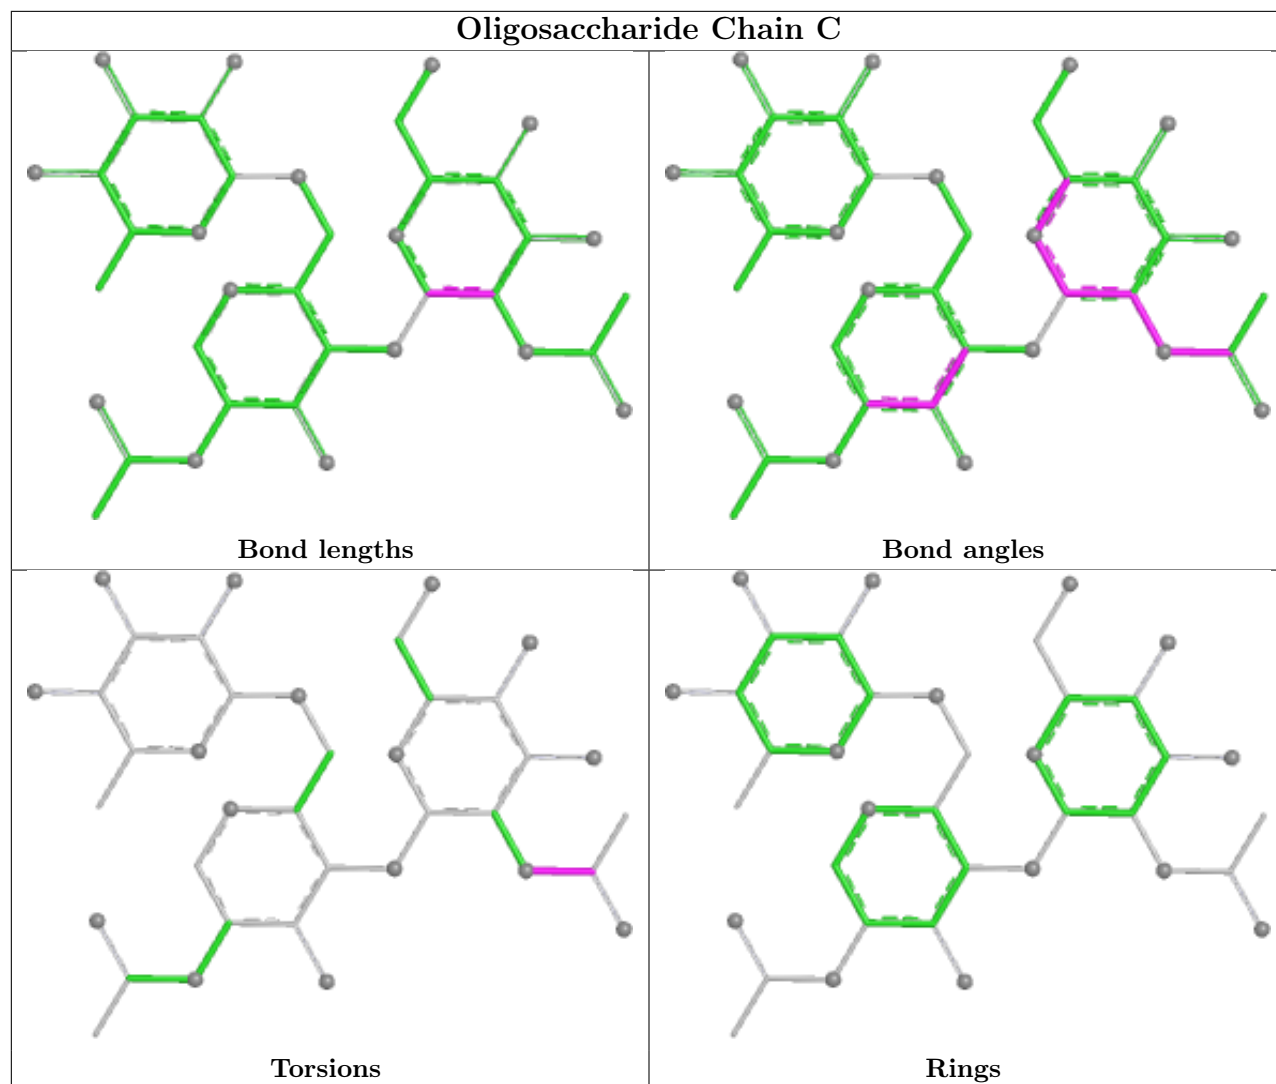 Oligosaccharide Chain C
Bond lengths
Bond angles
Torsions
Rings